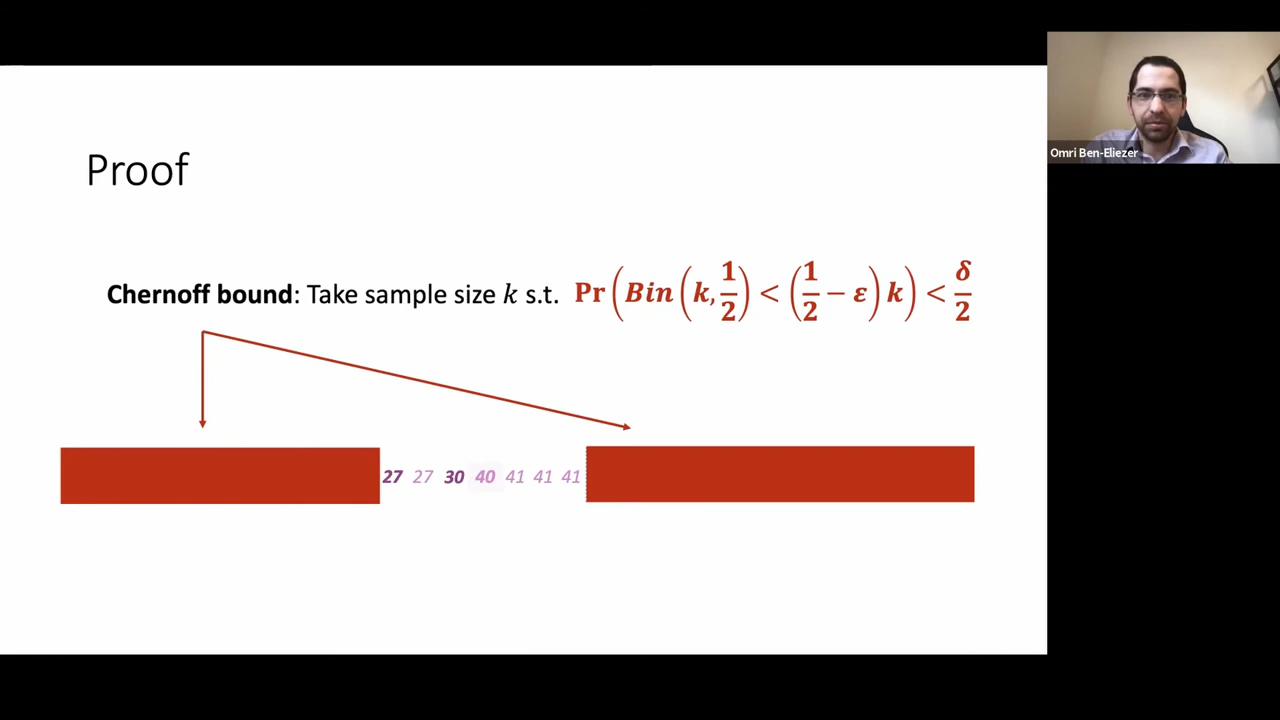 Omri Ben-Eliezer
Proof
Chernoff bound: Take sample size k s.t. Pr(Bin(k, 1/2) < (1/2 − ε) k) < δ/2
27 27 30 40 41 41 41